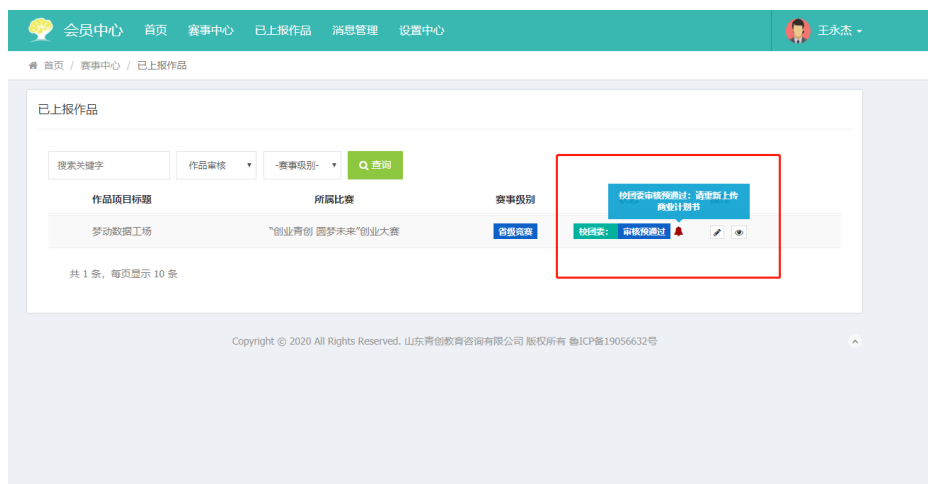 会员中心 首页 赛事中心 已上报作品 消息管理 设置中心 王永杰
首页 / 赛事中心 / 已上报作品
已上报作品
搜素关键字 作品审核 -赛事级别- 查询
校团委审核预通过：请重新上传
商业计划书
作品项目标题 所属比赛 赛事级别
梦动数据工场 “创业青创 圆梦未来”创业大赛 省级竞赛 校团委： 审核预通过
共 1 条，每页显示 10 条
Copyright © 2020 All Rights Reserved. 山东青创教育咨询有限公司 版权所有 鲁ICP备19056632号